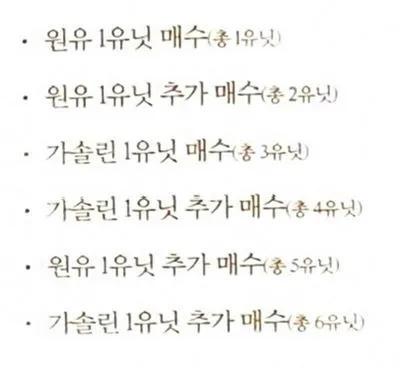 · 원유 1유닛 매수(총 1유닛)
· 원유 1유닛 추가 매수(총 2유닛)
· 가솔린 1유닛 매수(총 3유닛)
· 가솔린 1유닛 추가 매수(총 4유닛)
· 원유 1유닛 추가 매수(총 5유닛)
· 가솔린 1유닛 추가 매수(총 6유닛)